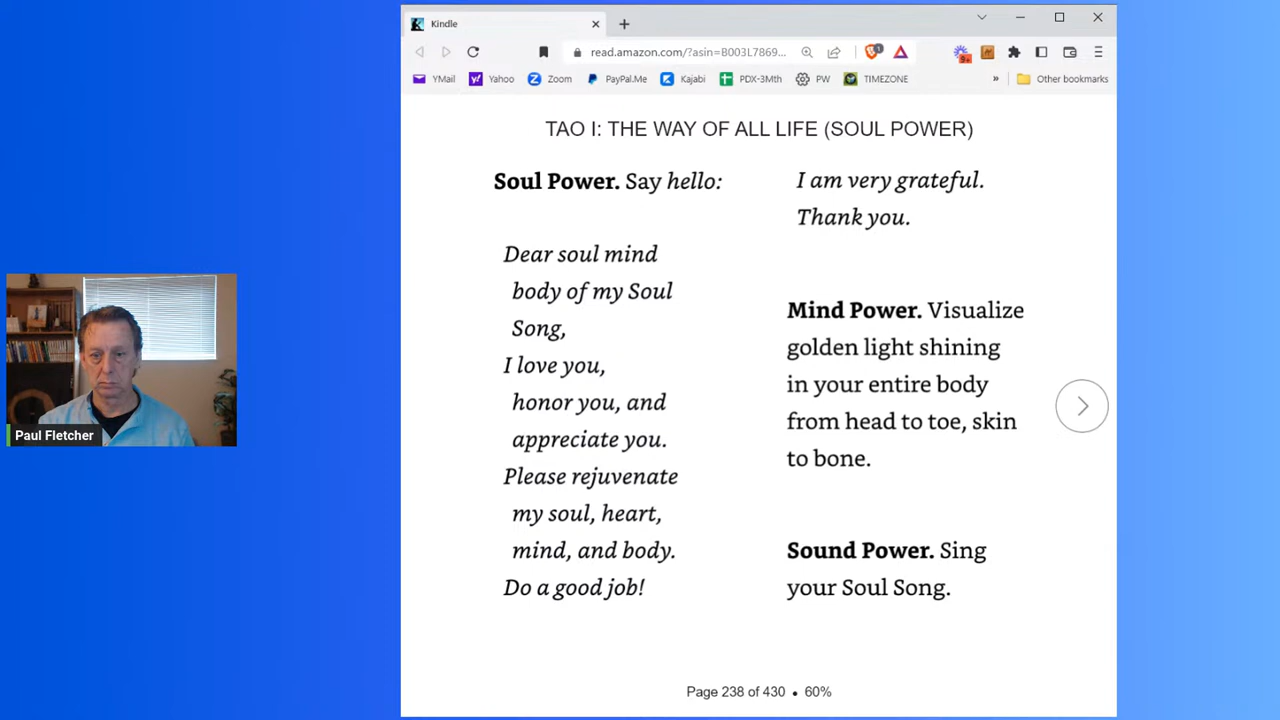 Kindle
read.amazon.com/?asin=B003L7869...
YMail Yahoo Zoom PayPal.Me Kajabi PDX-3Mth PW TIMEZONE » Other bookmarks
TAO I: THE WAY OF ALL LIFE (SOUL POWER)
Soul Power. Say hello:
Dear soul mind
body of my Soul
Song,
I love you,
honor you, and
appreciate you.
Please rejuvenate
my soul, heart,
mind, and body.
Do a good job!
I am very grateful.
Thank you.
Mind Power. Visualize
golden light shining
in your entire body
from head to toe, skin
to bone.
Sound Power. Sing
your Soul Song.
Page 238 of 430 • 60%
Paul Fletcher